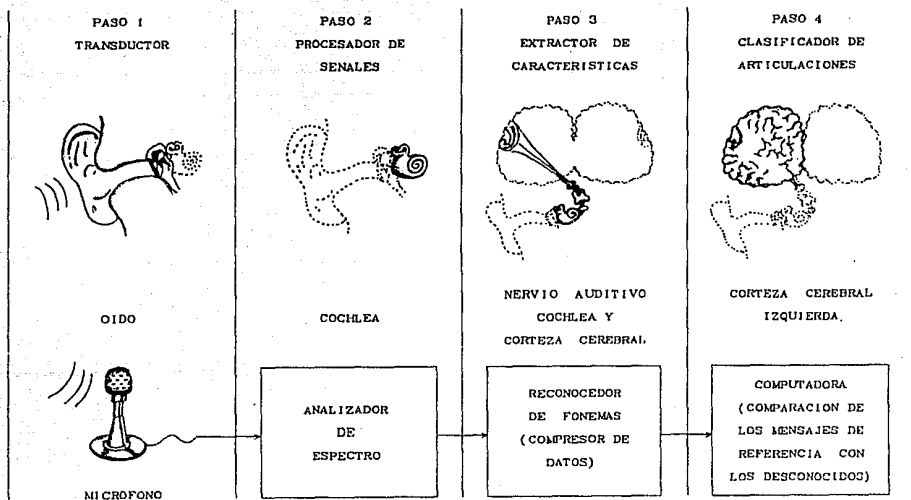 PASO 1
TRANSDUCTOR
OIDO
MICROFONO
PASO 2
PROCESADOR DE
SENALES
COCHLEA
ANALIZADOR
DE
ESPECTRO
PASO 3
EXTRACTOR DE
CARACTERISTICAS
NERVIO AUDITIVO
COCHLEA Y
CORTEZA CEREBRAL
RECONOCEDOR
DE FONEMAS
(COMPRESOR DE
DATOS)
PASO 4
CLASIFICADOR DE
ARTICULACIONES
CORTEZA CEREBRAL
IZQUIERDA.
COMPUTADORA
(COMPARACION DE
LOS MENSAJES DE
REFERENCIA CON
LOS DESCONOCIDOS)